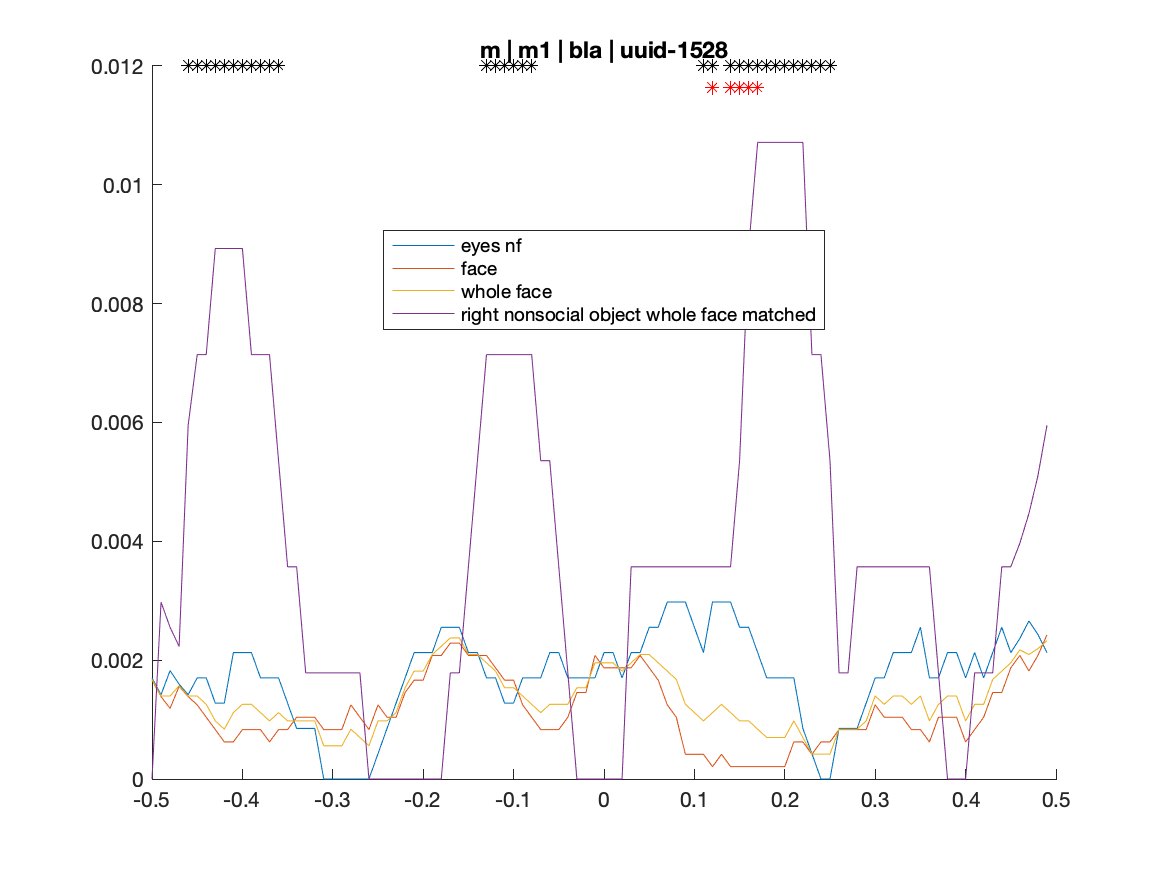 m | m1 | bla | uuid-1528
0.012
0.01
0.008
0.006
0.004
0.002
0
eyes nf
face
whole face
right nonsocial object whole face matched
-0.5 -0.4 -0.3 -0.2 -0.1 0 0.1 0.2 0.3 0.4 0.5